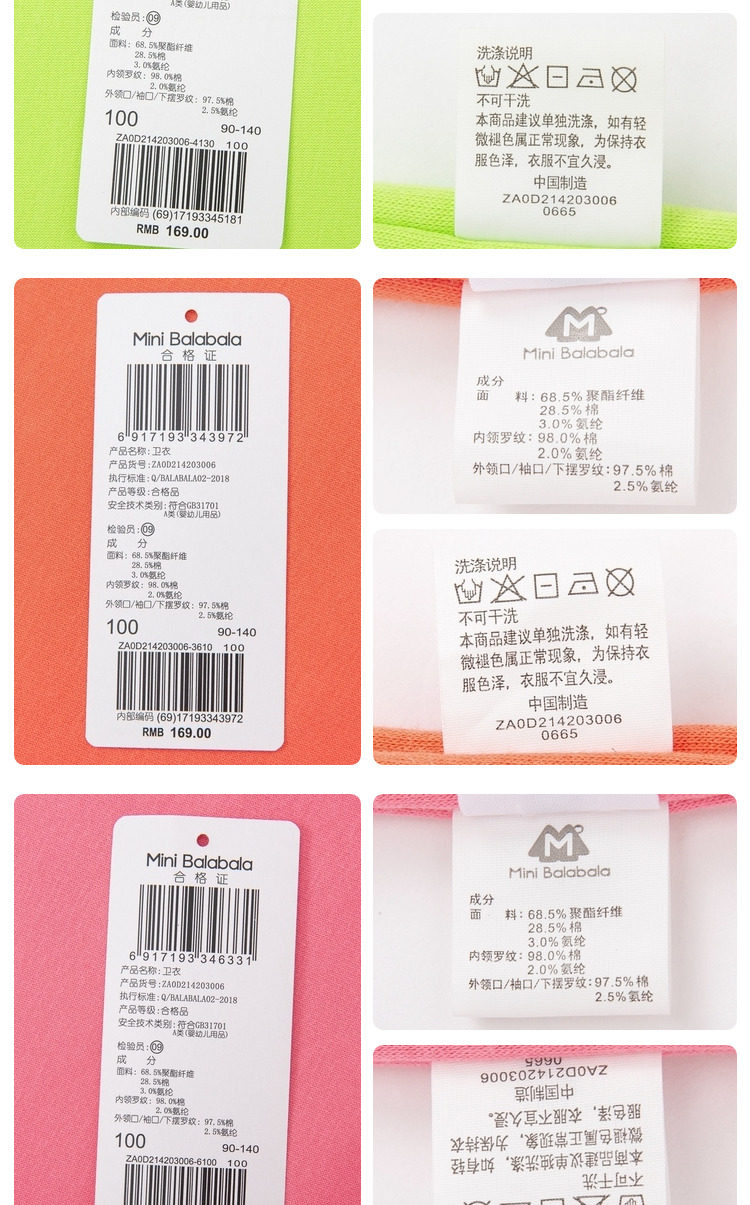 A类(婴幼儿用品)
检验员:09
成 分
面料: 68.5%聚酯纤维
28.5%棉
3.0%氨纶
内领罗纹: 98.0%棉
2.0%氨纶
外领口/袖口/下摆罗纹: 97.5%棉
2.5%氨纶
100
90-140
ZA0D214203006-4130 100
内部编码 (69)17193345181
RMB 169.00
洗涤说明
不可干洗
本商品建议单独洗涤, 如有轻
微褪色属正常现象, 为保持衣
服色泽, 衣服不宜久浸。
中国制造
ZA0D214203006
0665
Mini Balabala
合格证
6 917193 343972
产品名称:卫衣
产品货号:ZA0D214203006
执行标准:Q/BALABALA02-2018
产品等级:合格品
安全技术类别:符合GB31701
A类(婴幼儿用品)
检验员:09
成 分
面料: 68.5%聚酯纤维
28.5%棉
3.0%氨纶
内领罗纹: 98.0%棉
2.0%氨纶
外领口/袖口/下摆罗纹: 97.5%棉
2.5%氨纶
100
90-140
ZA0D214203006-3610 100
内部编码 (69)17193343972
RMB 169.00
M
Mini Balabala
成分
面 料:68.5%聚酯纤维
28.5%棉
3.0%氨纶
内领罗纹:98.0%棉
2.0%氨纶
外领口/袖口/下摆罗纹:97.5%棉
2.5%氨纶
洗涤说明
不可干洗
本商品建议单独洗涤, 如有轻
微褪色属正常现象, 为保持衣
服色泽, 衣服不宜久浸。
中国制造
ZA0D214203006
0665
Mini Balabala
合格证
6 917193 346331
产品名称:卫衣
产品货号:ZA0D214203006
执行标准:Q/BALABALA02-2018
产品等级:合格品
安全技术类别:符合GB31701
A类(婴幼儿用品)
检验员:09
成 分
面料: 68.5%聚酯纤维
28.5%棉
3.0%氨纶
内领罗纹: 98.0%棉
2.0%氨纶
外领口/袖口/下摆罗纹: 97.5%棉
2.5%氨纶
100
90-140
ZA0D214203006-6100 100
M
Mini Balabala
成分
面 料:68.5%聚酯纤维
28.5%棉
3.0%氨纶
内领罗纹:98.0%棉
2.0%氨纶
外领口/袖口/下摆罗纹:97.5%棉
2.5%氨纶
不可干洗
本商品建议单独洗涤, 如有轻
微褪色属正常现象, 为保持衣
服色泽, 衣服不宜久浸。
中国制造
ZA0D214203006
0665